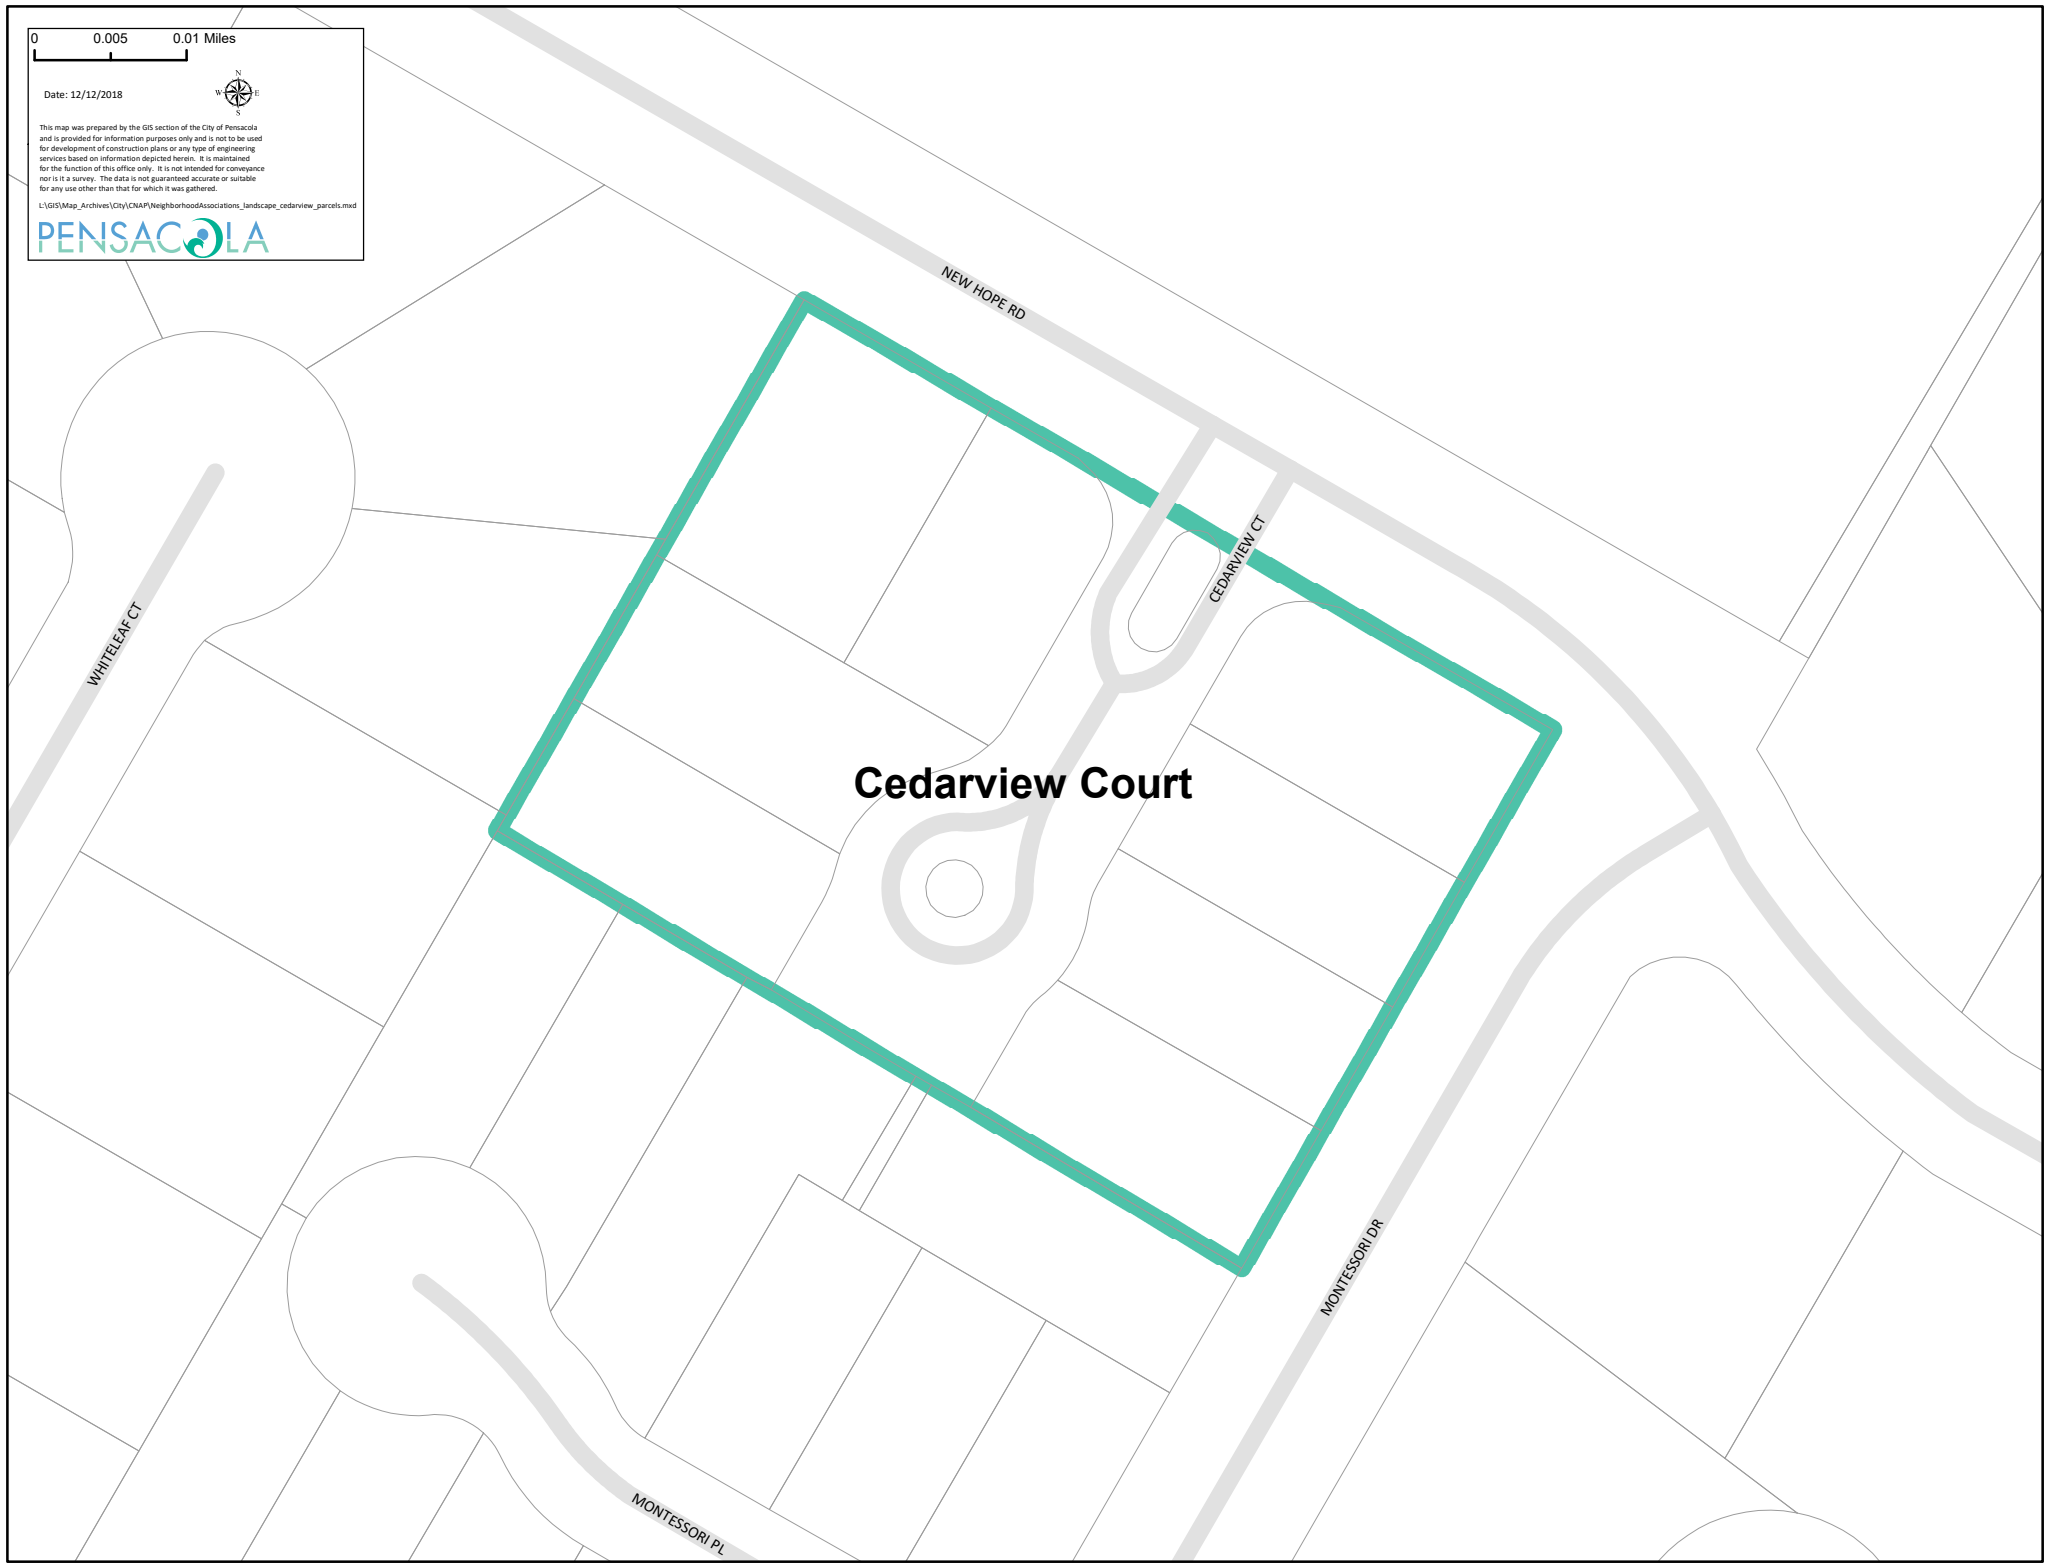 0 0.005 0.01 Miles
Date: 12/12/2018
N
W E
S
This map was prepared by the GIS section of the City of Pensacola
and is provided for information purposes only and is not to be used
for development of construction plans or any type of engineering
services based on information depicted herein. It is maintained
for the function of this office only. It is not intended for conveyance
nor is it a survey. The data is not guaranteed accurate or suitable
for any use other than that for which it was gathered.
L:\GIS\Map_Archives\City\CNAP\NeighborhoodAssociations_landscape_cedarview_parcels.mxd
PENSACOLA
NEW HOPE RD
CEDARVIEW CT
WHITELEAF CT
Cedarview Court
MONTESSORI DR
MONTESSORI PL